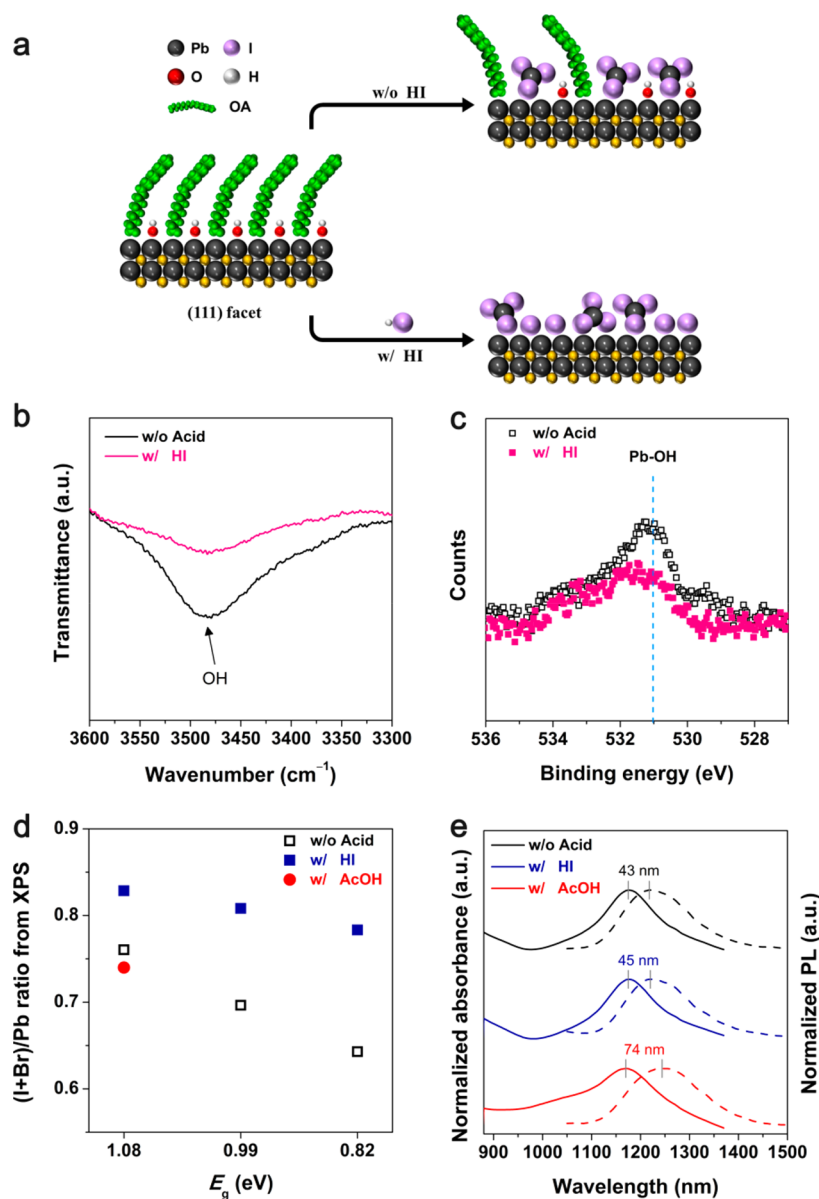 a
Pb I
O H
OA
w/o HI
(111) facet
w/ HI
b
w/o Acid
w/ HI
Transmittance (a.u.)
OH
3600 3550 3500 3450 3400 3350 3300
Wavenumber (cm⁻¹)
c
w/o Acid
w/ HI
Pb-OH
Counts
536 534 532 530 528
Binding energy (eV)
d
w/o Acid
w/ HI
w/ AcOH
(I+Br)/Pb ratio from XPS
0.9
0.8
0.7
0.6
1.08 0.99 0.82
Eg (eV)
e
w/o Acid
w/ HI
w/ AcOH
43 nm
45 nm
74 nm
Normalized absorbance (a.u.)
Normalized PL (a.u.)
900 1000 1100 1200 1300 1400 1500
Wavelength (nm)